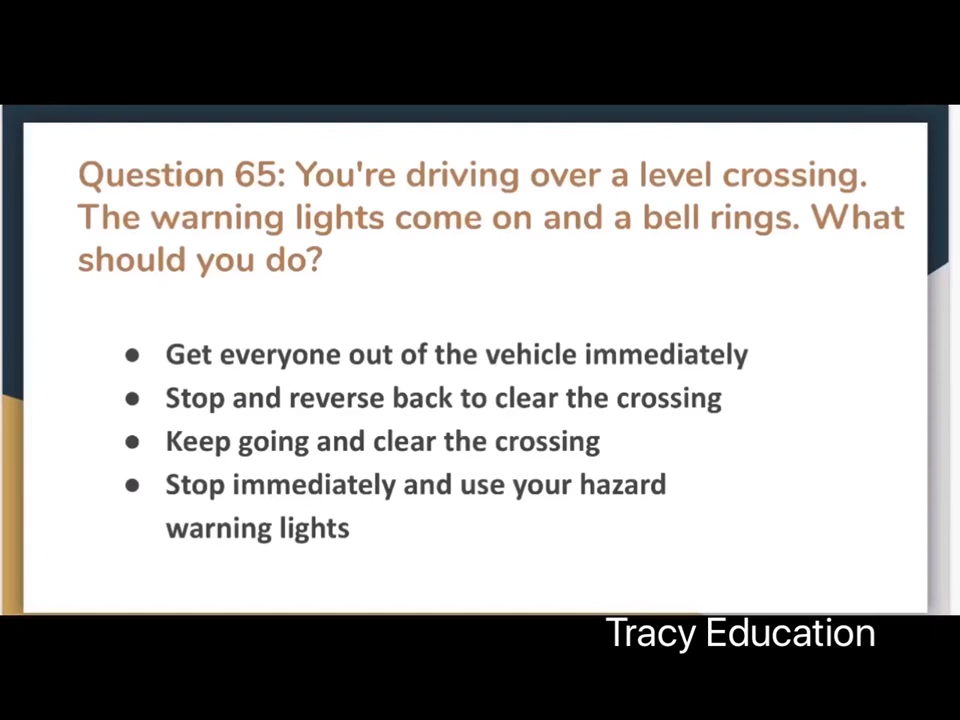 Question 65: You're driving over a level crossing.
The warning lights come on and a bell rings. What
should you do?
● Get everyone out of the vehicle immediately
● Stop and reverse back to clear the crossing
● Keep going and clear the crossing
● Stop immediately and use your hazard
warning lights
Tracy Education